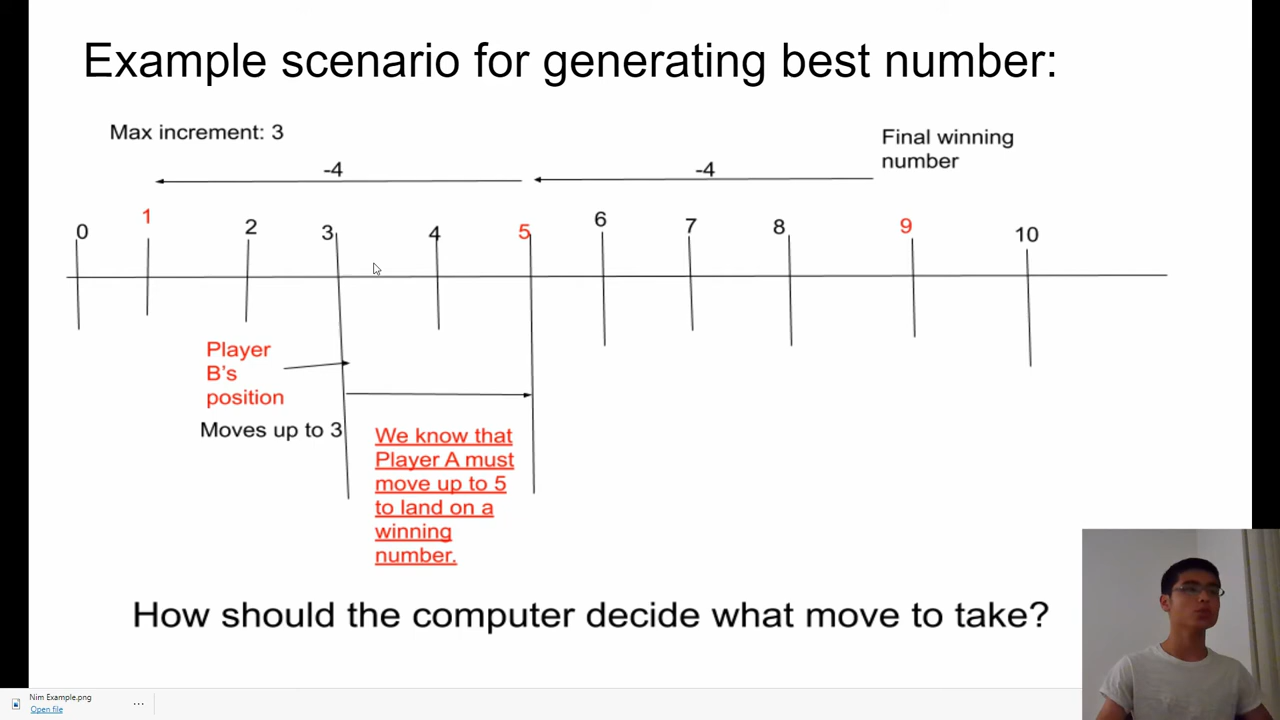 Example scenario for generating best number:
Max increment: 3
Final winning
number
-4
-4
0
1
2
3
4
5
6
7
8
9
10
Player
B's
position
Moves up to 3
We know that
Player A must
move up to 5
to land on a
winning
number.
How should the computer decide what move to take?
Nim Example.png
Open file
...